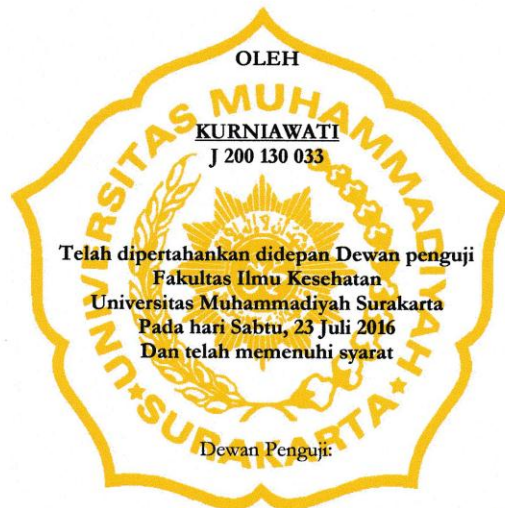 OLEH
KURNIAWATI
J 200 130 033
Telah dipertahankan didepan Dewan penguji
Fakultas Ilmu Kesehatan
Universitas Muhammadiyah Surakarta
Pada hari Sabtu, 23 Juli 2016
Dan telah memenuhi syarat
Dewan Penguji:
UNIVERSITAS MUHAMMADIYAH
SURAKARTA